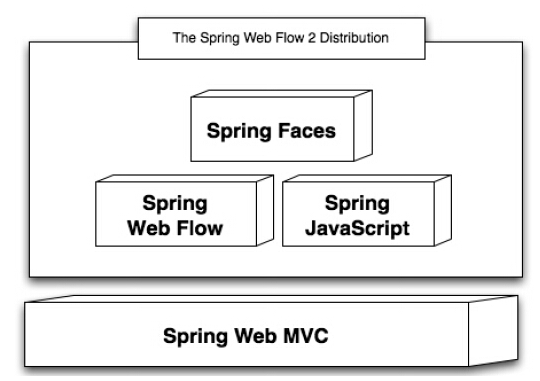 The Spring Web Flow 2 Distribution
Spring Faces
Spring
Web Flow
Spring
JavaScript
Spring Web MVC